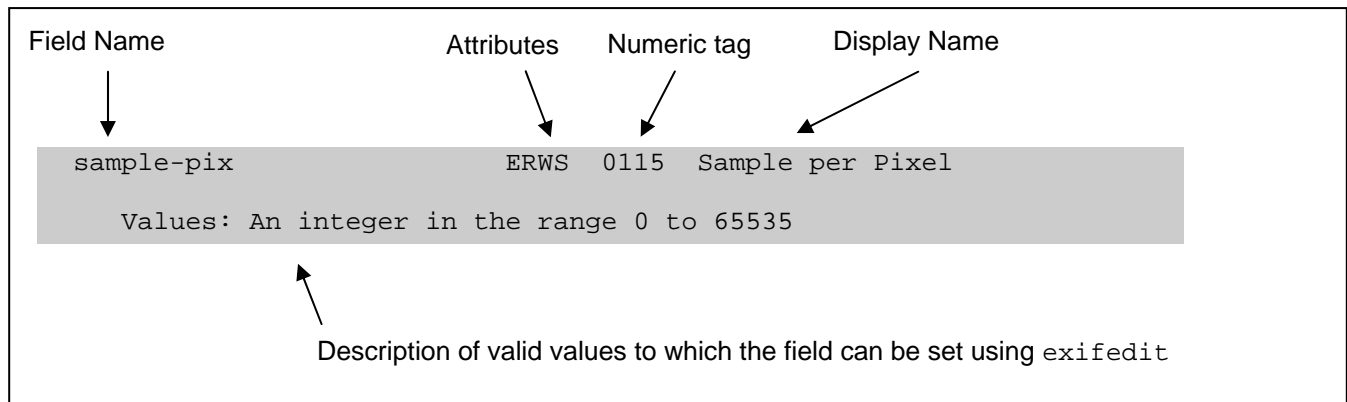 Field Name Attributes Numeric tag Display Name
sample-pix ERWS 0115 Sample per Pixel
Values: An integer in the range 0 to 65535
Description of valid values to which the field can be set using exifedit